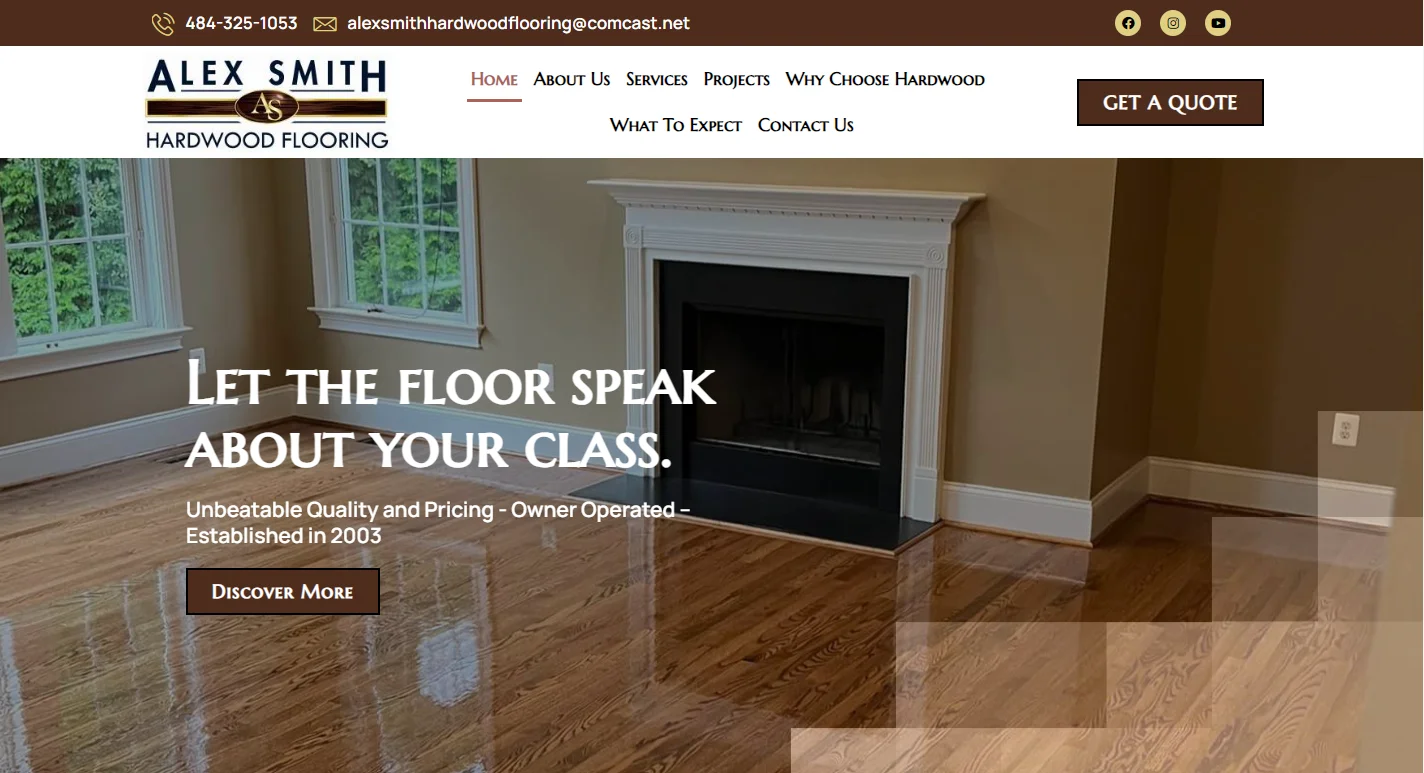 484-325-1053 alexsmithhardwoodflooring@comcast.net
ALEX SMITH
AS
HARDWOOD FLOORING
Home About Us Services Projects Why Choose Hardwood
What To Expect Contact Us
GET A QUOTE
Let the floor speak
about your class.
Unbeatable Quality and Pricing - Owner Operated –
Established in 2003
Discover More